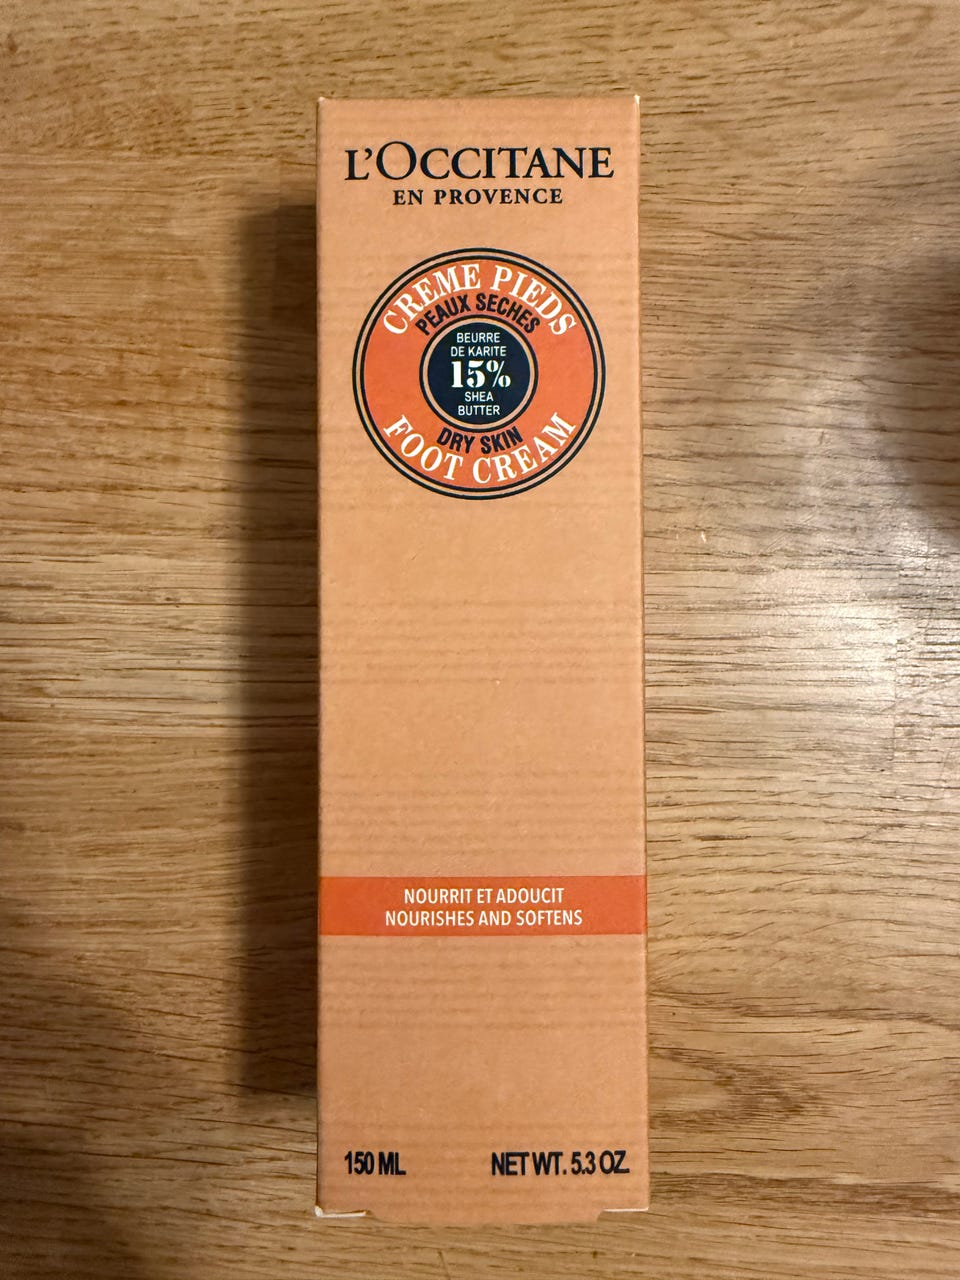 L'OCCITANE
EN PROVENCE
CREME PIEDS
PEAUX SECHES
BEURRE
DE KARITE
15%
SHEA
BUTTER
DRY SKIN
FOOT CREAM
NOURRIT ET ADOUCIT
NOURISHES AND SOFTENS
150 ML NET WT. 5.3 OZ.